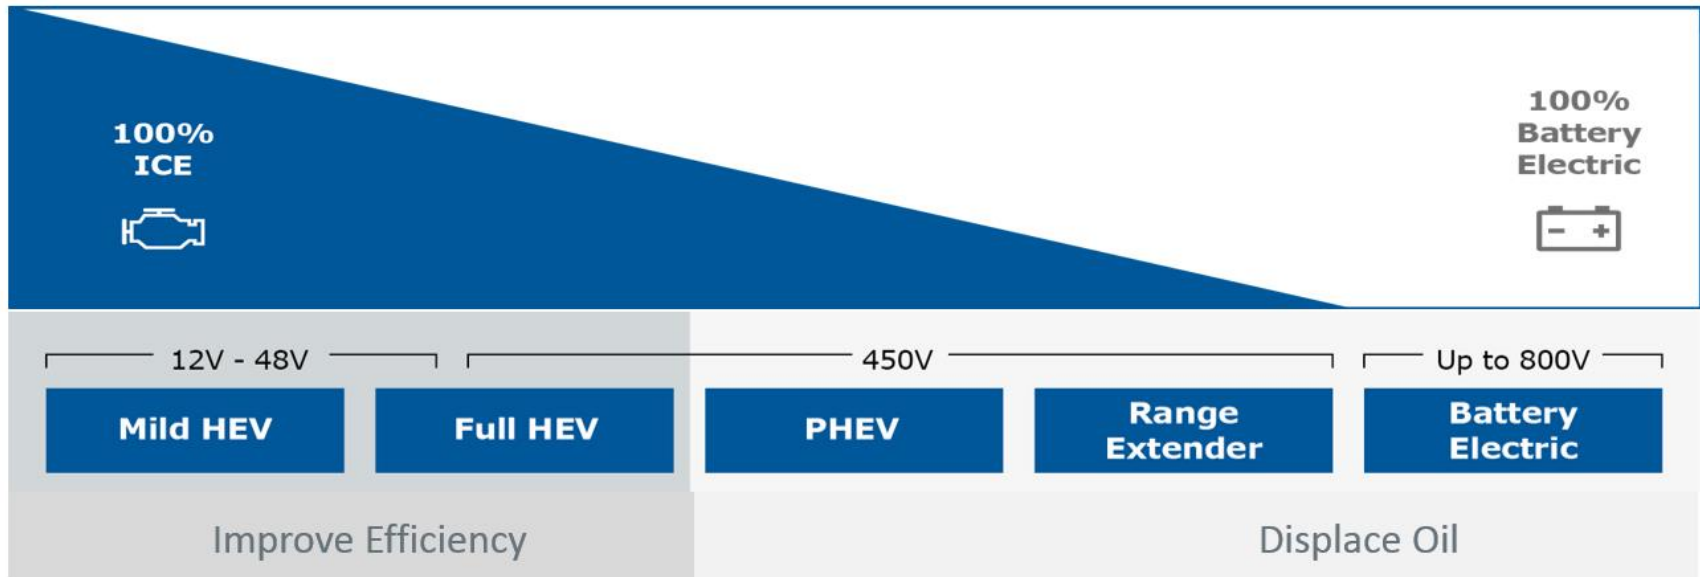 100%
ICE
100%
Battery
Electric
- +
12V - 48V
450V
Up to 800V
Mild HEV
Full HEV
PHEV
Range
Extender
Battery
Electric
Improve Efficiency
Displace Oil